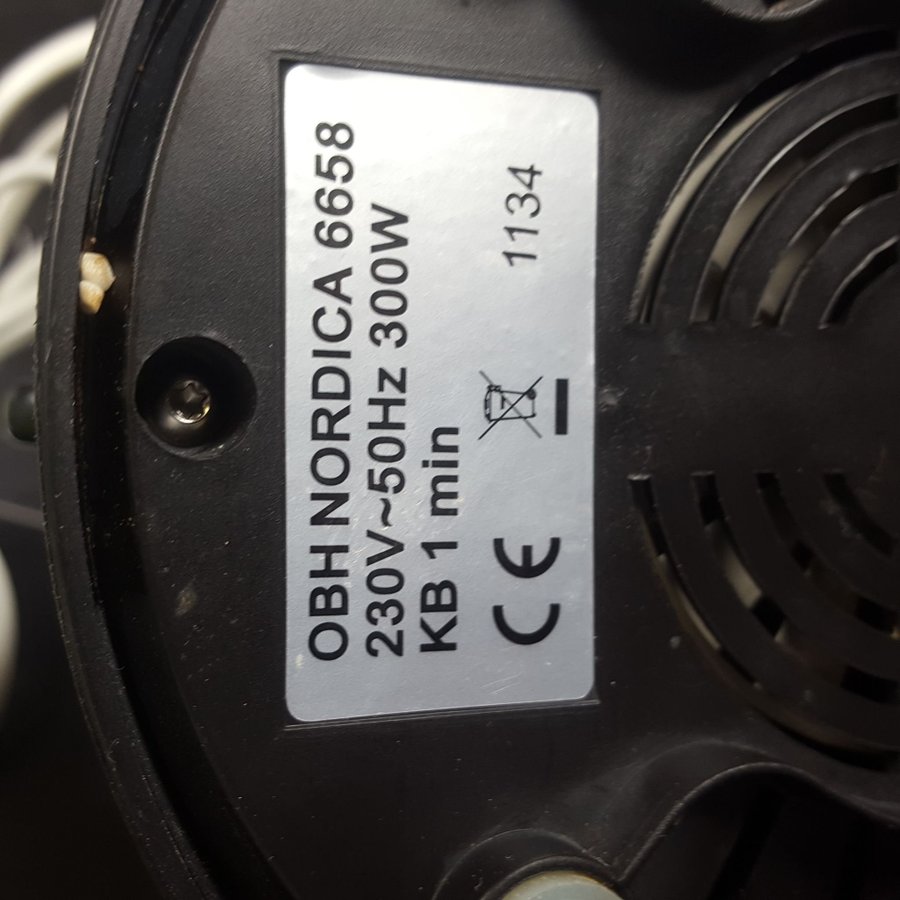 OBH NORDICA 6658
230V~50Hz 300W
KB 1 min
CE 1134